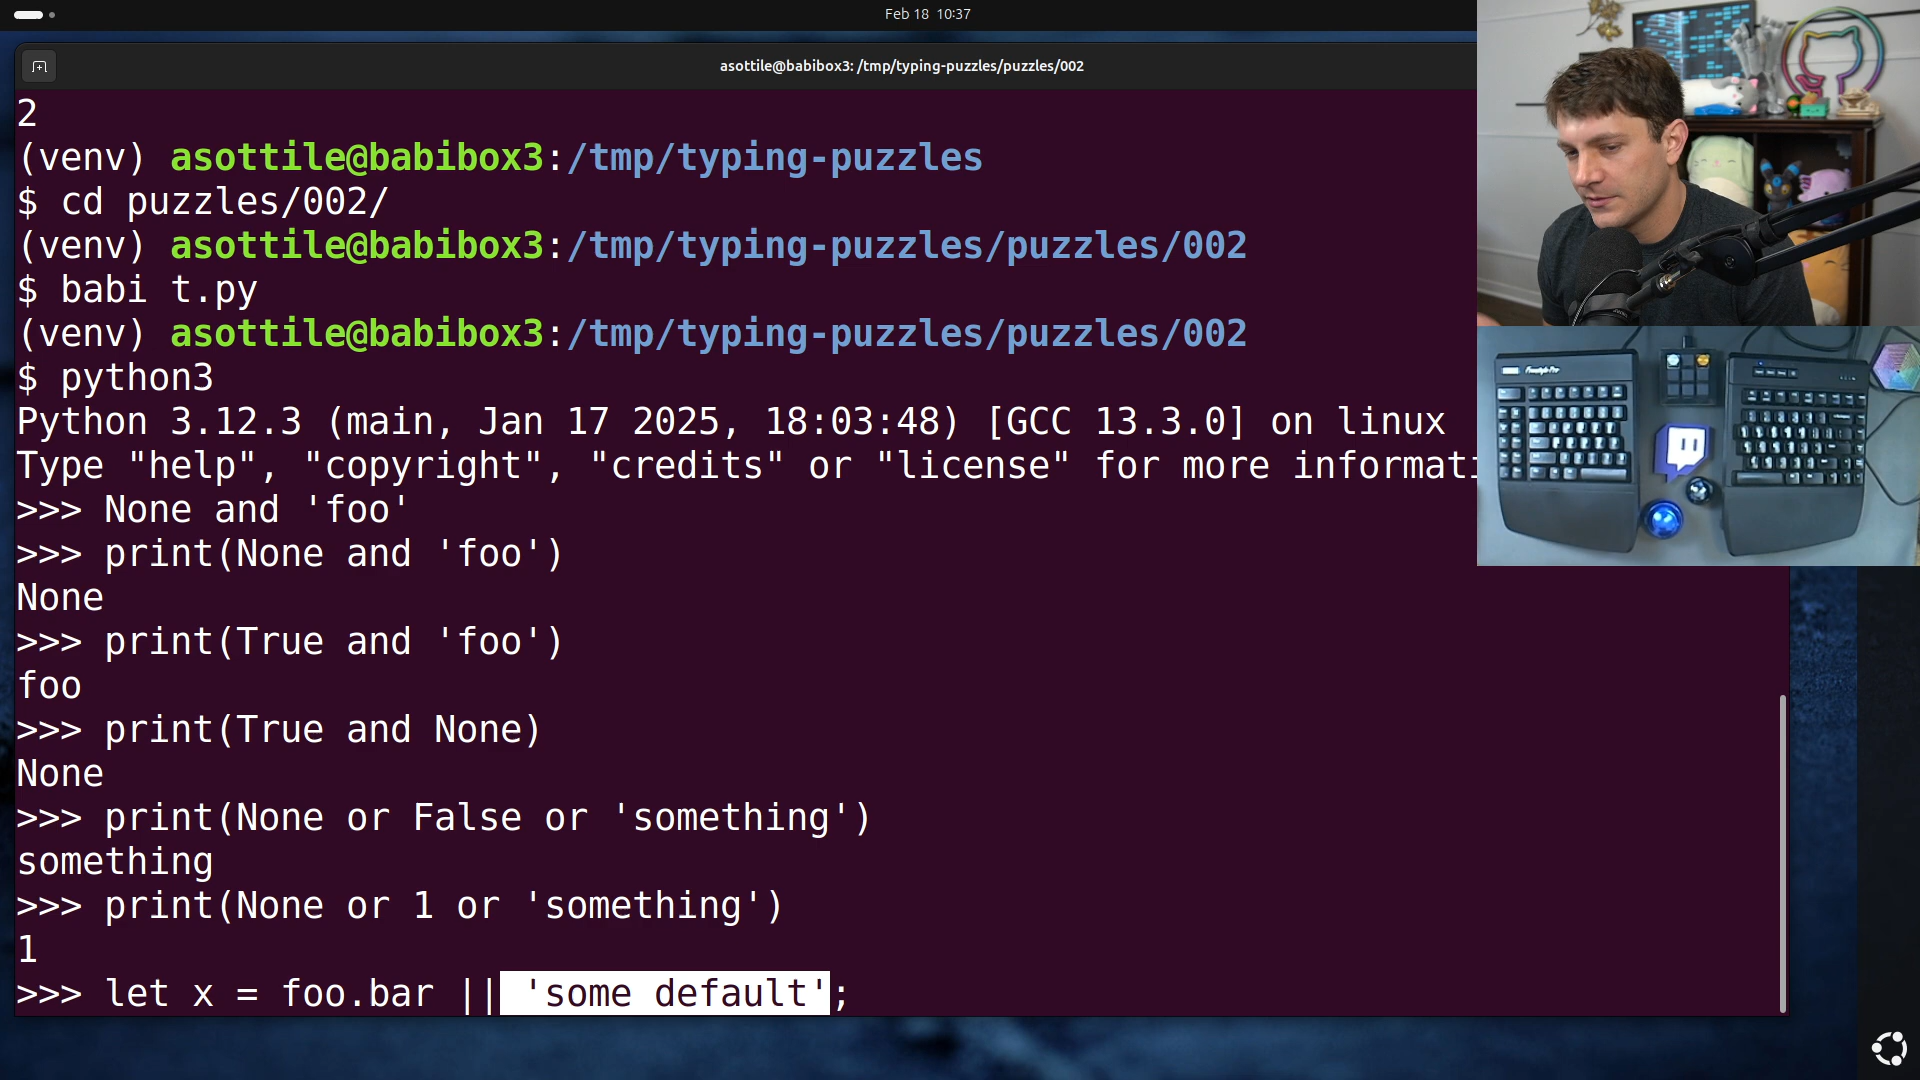 Feb 18 10:37
asottile@babibox3: /tmp/typing-puzzles/puzzles/002
2
(venv) asottile@babibox3:/tmp/typing-puzzles
$ cd puzzles/002/
(venv) asottile@babibox3:/tmp/typing-puzzles/puzzles/002
$ babi t.py
(venv) asottile@babibox3:/tmp/typing-puzzles/puzzles/002
$ python3
Python 3.12.3 (main, Jan 17 2025, 18:03:48) [GCC 13.3.0] on linux
Type "help", "copyright", "credits" or "license" for more informati
>>> None and 'foo'
>>> print(None and 'foo')
None
>>> print(True and 'foo')
foo
>>> print(True and None)
None
>>> print(None or False or 'something')
something
>>> print(None or 1 or 'something')
1
>>> let x = foo.bar || 'some default';